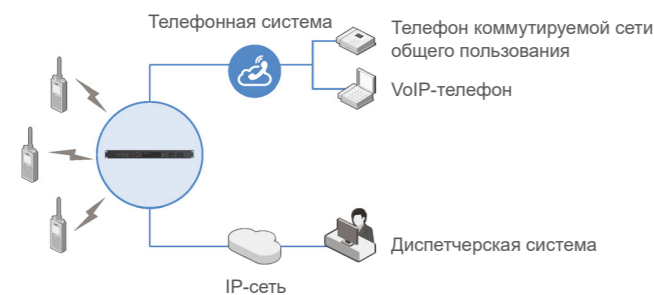 Телефонная система
Телефон коммутируемой сети
общего пользования
VoIP-телефон
Диспетчерская система
IP-сеть